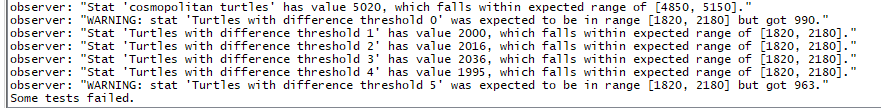 observer: "Stat 'cosmopolitan turtles' has value 5020, which falls within expected range of [4850, 5150]."
observer: "WARNING: stat 'Turtles with difference threshold 0' was expected to be in range [1820, 2180] but got 990."
observer: "Stat 'Turtles with difference threshold 1' has value 2000, which falls within expected range of [1820, 2180]."
observer: "Stat 'Turtles with difference threshold 2' has value 2016, which falls within expected range of [1820, 2180]."
observer: "Stat 'Turtles with difference threshold 3' has value 2036, which falls within expected range of [1820, 2180]."
observer: "Stat 'Turtles with difference threshold 4' has value 1995, which falls within expected range of [1820, 2180]."
observer: "WARNING: stat 'Turtles with difference threshold 5' was expected to be in range [1820, 2180] but got 963."
Some tests failed.